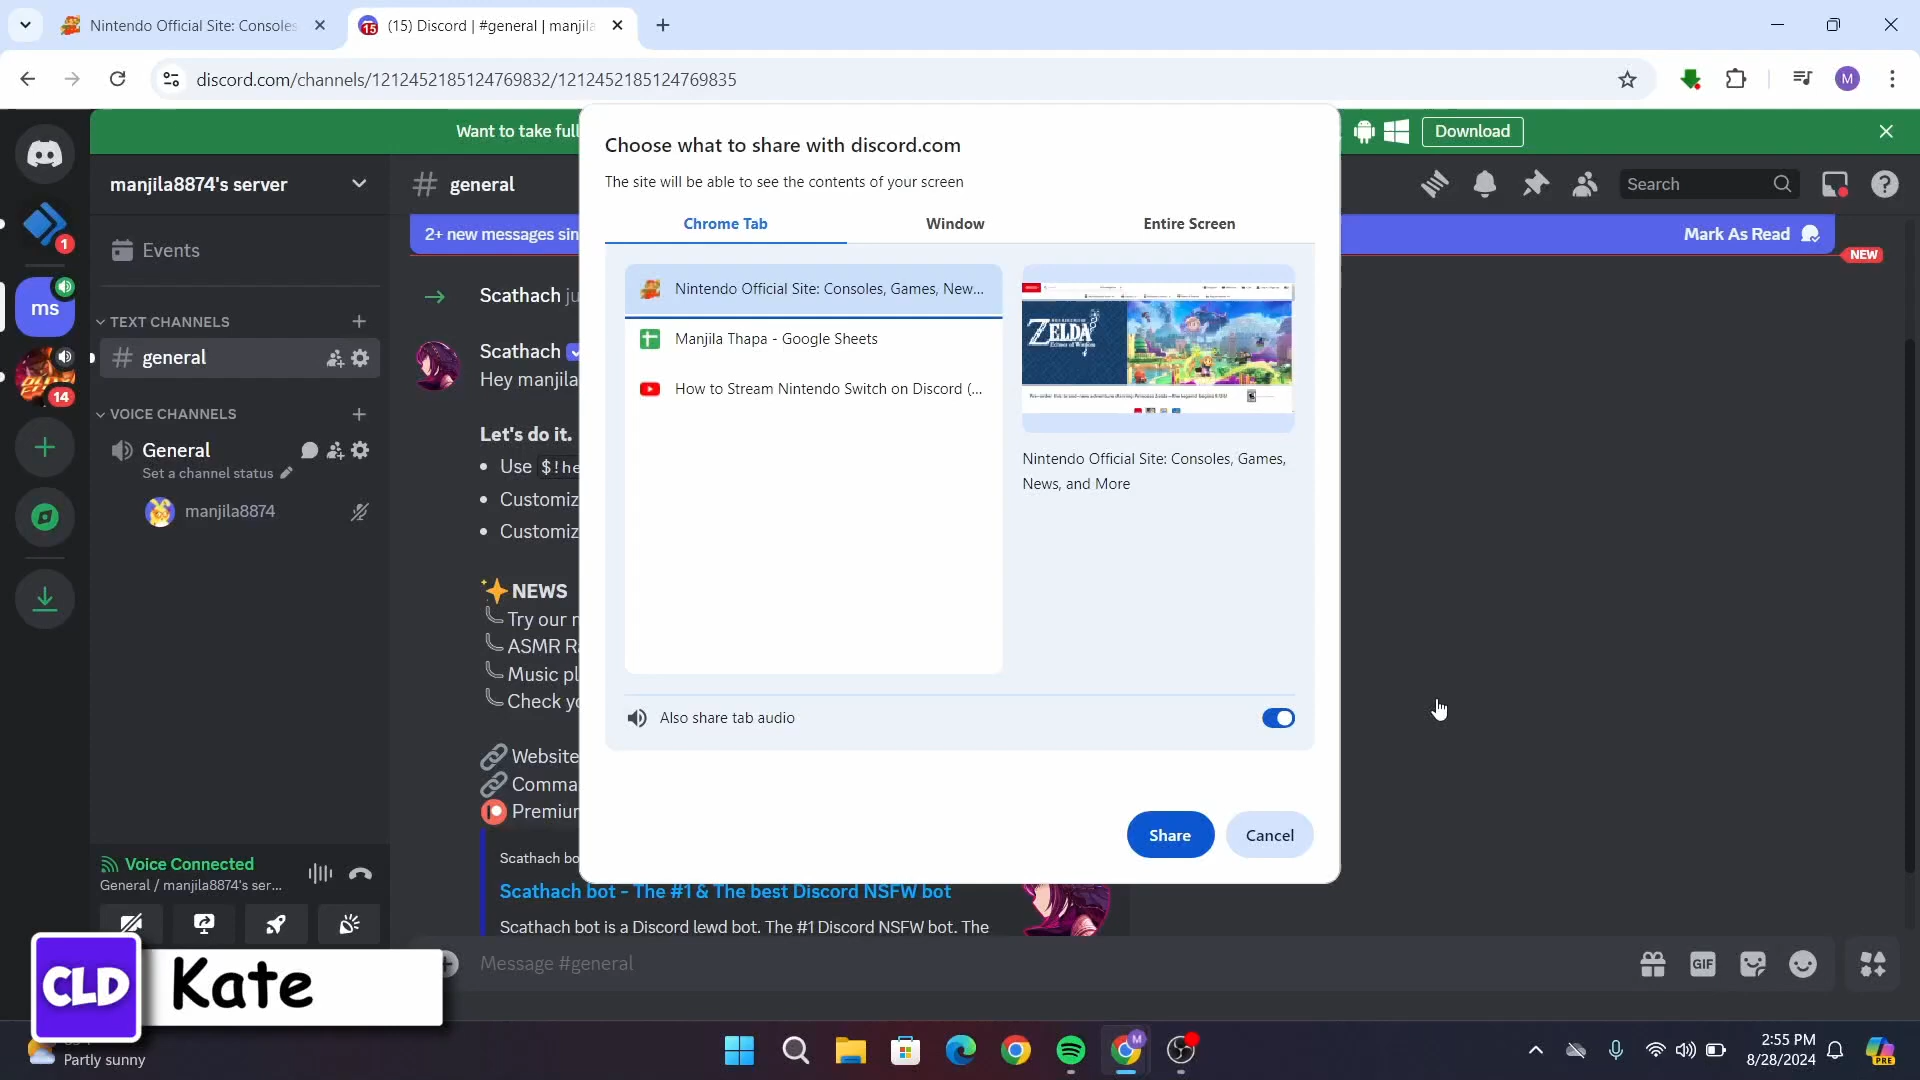 Nintendo Official Site: Consoles
(15) Discord | #general | manjila
discord.com/channels/1212452185124769832/1212452185124769835
M
Want to take full
Download
manjila8874's server
general
Search
Events
2+ new messages sin
Mark As Read
NEW
1
ms
14
TEXT CHANNELS
general
VOICE CHANNELS
General
Set a channel status
manjila8874
Scathach ju
Scathach
Hey manjila
Let's do it.
• Use $!he
• Customiz
• Customiz
NEWS
Try our
ASMR
Music pl
Check
Website
Comma
Premiur
Scathach bo
Scathach bot - The #1 & The best Discord NSFW bot
Scathach bot is a Discord lewd bot. The #1 Discord NSFW bot. The
Choose what to share with discord.com
The site will be able to see the contents of your screen
Chrome Tab
Window
Entire Screen
Nintendo Official Site: Consoles, Games, New...
Manjila Thapa - Google Sheets
How to Stream Nintendo Switch on Discord (...
ZELDA
Nintendo Official Site: Consoles, Games,
News, and More
Also share tab audio
Share
Cancel
Voice Connected
General / manjila8874's ser...
Message #general
GIF
CLD
Kate
Partly sunny
M
2:55 PM
8/28/2024
PRE